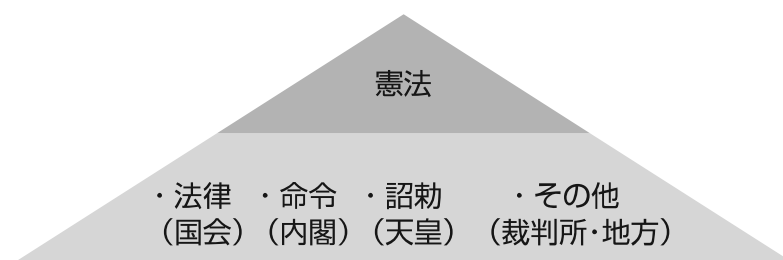 憲法
・法律 ・命令 ・詔勅 ・その他
（国会）（内閣）（天皇）（裁判所・地方）